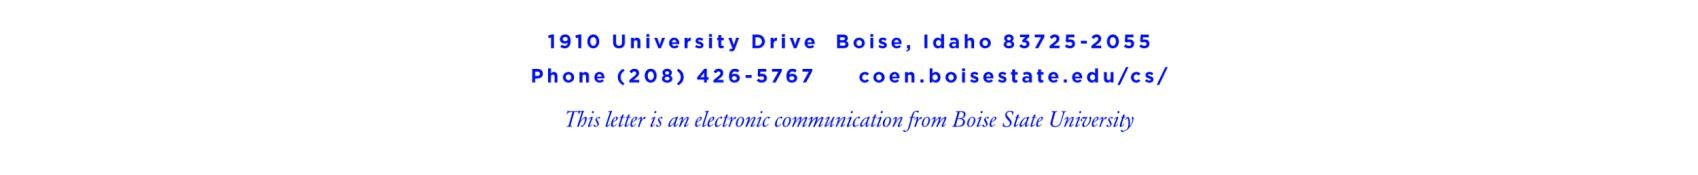 1910 University Drive  Boise, Idaho 83725-2055
Phone (208) 426-5767  coen.boisestate.edu/cs/
This letter is an electronic communication from Boise State University